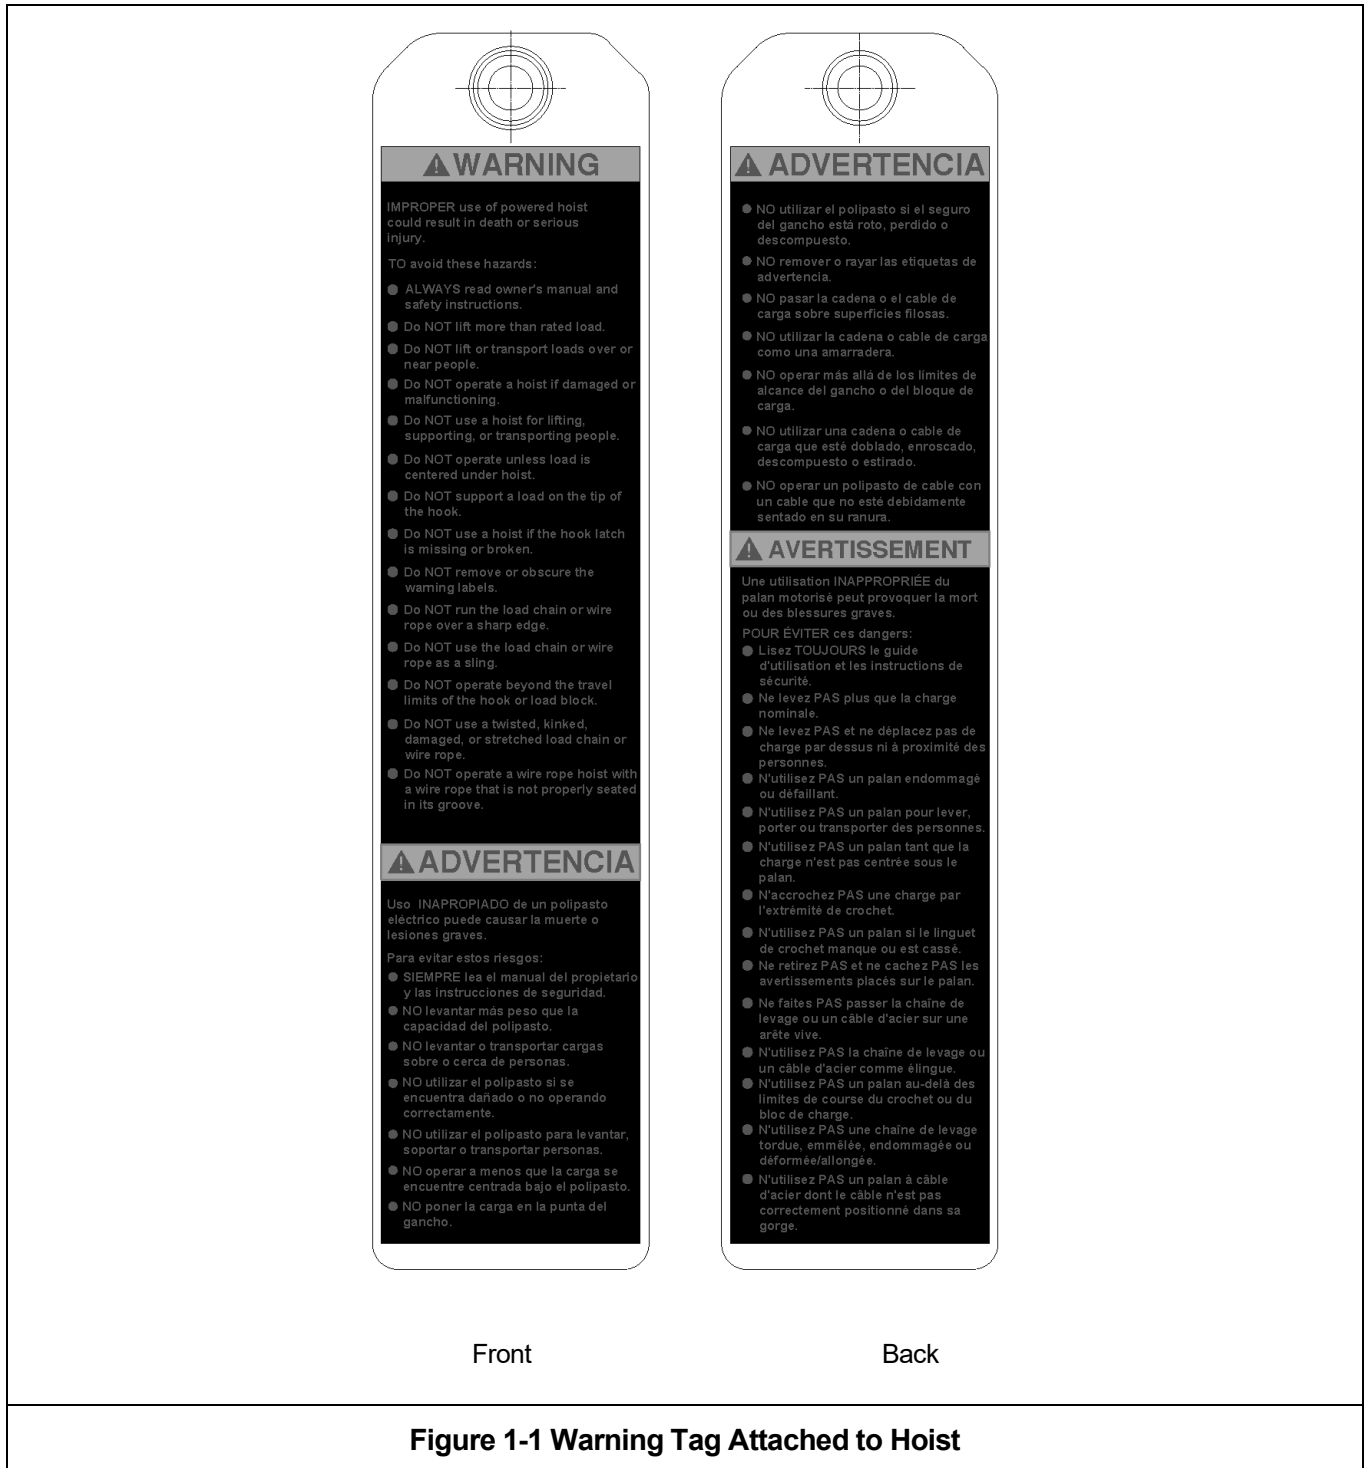 WARNING
IMPROPER use of powered hoist
could result in death or serious
injury.
TO avoid these hazards:
● ALWAYS read owner's manual and
safety instructions.
● Do NOT lift more than rated load.
● Do NOT lift or transport loads over or
near people.
● Do NOT operate a hoist if damaged or
malfunctioning.
● Do NOT use a hoist for lifting,
supporting, or transporting people.
● Do NOT operate unless load is
centered under hoist.
● Do NOT support a load on the tip of
the hook.
● Do NOT use a hoist if the hook latch
is missing or broken.
● Do NOT remove or obscure the
warning labels.
● Do NOT run the load chain or wire
rope over a sharp edge.
● Do NOT use the load chain or wire
rope as a sling.
● Do NOT operate beyond the travel
limits of the hook or load block.
● Do NOT use a twisted, kinked,
damaged, or stretched load chain or
wire rope.
● Do NOT operate a wire rope hoist with
a wire rope that is not properly seated
in its groove.
ADVERTENCIA
Uso INAPROPIADO de un polipasto
eléctrico puede causar la muerte o
lesiones graves.
Para evitar estos riesgos:
● SIEMPRE lea el manual del propietario
y las instrucciones de seguridad.
● NO levantar más peso que la
capacidad del polipasto.
● NO levantar o transportar cargas
sobre o cerca de personas.
● NO utilizar el polipasto si se
encuentra dañado o no operando
correctamente.
● NO utilizar el polipasto para levantar,
soportar o transportar personas.
● NO operar a menos que la carga se
encuentre centrada bajo el polipasto.
● NO poner la carga en la punta del
gancho.
ADVERTENCIA
● NO utilizar el polipasto si el seguro
del gancho está roto, perdido o
descompuesto.
● NO remover o rayar las etiquetas de
advertencia.
● NO pasar la cadena o el cable de
carga sobre superficies filosas.
● NO utilizar la cadena o cable de carga
como una amarradera.
● NO operar más allá de los límites de
alcance del gancho o del bloque de
carga.
● NO utilizar una cadena o cable de
carga que esté doblado, enroscado,
descompuesto o estirado.
● NO operar un polipasto de cable con
un cable que no esté debidamente
sentado en su ranura.
AVERTISSEMENT
Une utilisation INAPPROPRIÉE du
palan motorisé peut provoquer la mort
ou des blessures graves.
POUR ÉVITER ces dangers:
● Lisez TOUJOURS le guide
d'utilisation et les instructions de
sécurité.
● Ne levez PAS plus que la charge
nominale.
● Ne levez PAS et ne déplacez pas de
charge par dessus ni à proximité des
personnes.
● N'utilisez PAS un palan endommagé
ou défaillant.
● N'utilisez PAS un palan pour lever,
porter ou transporter des personnes.
● N'utilisez PAS un palan tant que la
charge n'est pas centrée sous le
palan.
● N'accrochez PAS une charge par
l'extrémité de crochet.
● N'utilisez PAS un palan si le linguet
de crochet manque ou est cassé.
● Ne retirez PAS et ne cachez PAS les
avertissements placés sur le palan.
● Ne faites PAS passer la chaîne de
levage ou un câble d'acier sur une
arête vive.
● N'utilisez PAS la chaîne de levage ou
un câble d'acier comme élingue.
● N'utilisez PAS un palan au-delà des
limites de course du crochet ou du
bloc de charge.
● N'utilisez PAS une chaîne de levage
tordue, emmêlée, endommagée ou
déformée/allongée.
● N'utilisez PAS un palan à câble
d'acier dont le câble n'est pas
correctement positionné dans sa
gorge.
Front
Back
Figure 1-1 Warning Tag Attached to Hoist